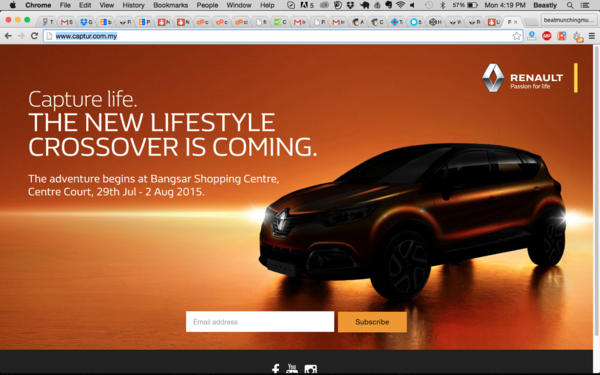 Chrome File Edit View History Bookmarks People Window Help
5
57% Mon 4:19 PM Beastly
beatmunchingmu...
www.captur.com.my
RENAULT
Passion for life
Capture life.
THE NEW LIFESTYLE
CROSSOVER IS COMING.
The adventure begins at Bangsar Shopping Centre,
Centre Court, 29th Jul - 2 Aug 2015.
Email address
Subscribe
You